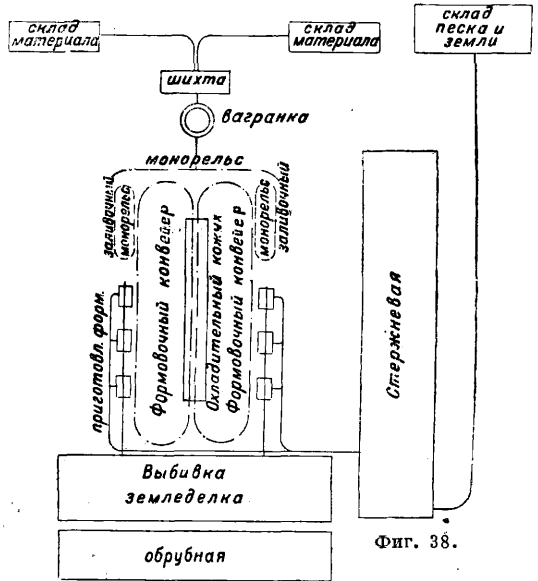 склад
материала
склад
материала
склад
песка и
земли
шихта
вагранка
монорельс
заливочный
монорельс
монорельс
заливочный
приготовл. форм.
Формовочный конвейер
Охладительный кожух
Формовочный конвейер
Стержневая
Выбивка
земледелка
обрубная
Фиг. 38.